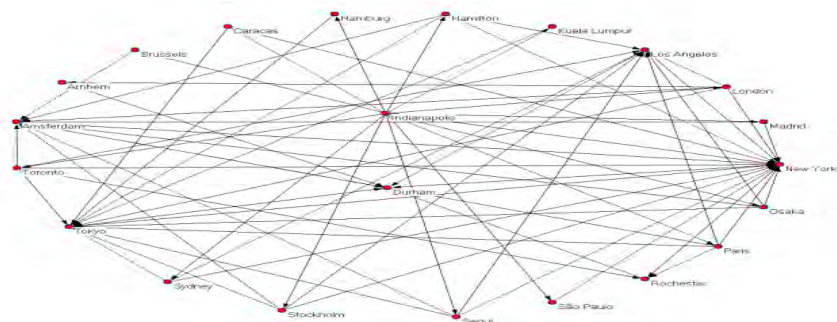 Hamburg
Hamilton
Caracas
Kuala Lumpur
Brussels
Los Angeles
Arnhem
London
Indianapolis
Amsterdam
Madrid
Toronto
New York
Durham
Osaka
Tokyo
Paris
Rochester
Sydney
São Paulo
Stockholm
Seoul